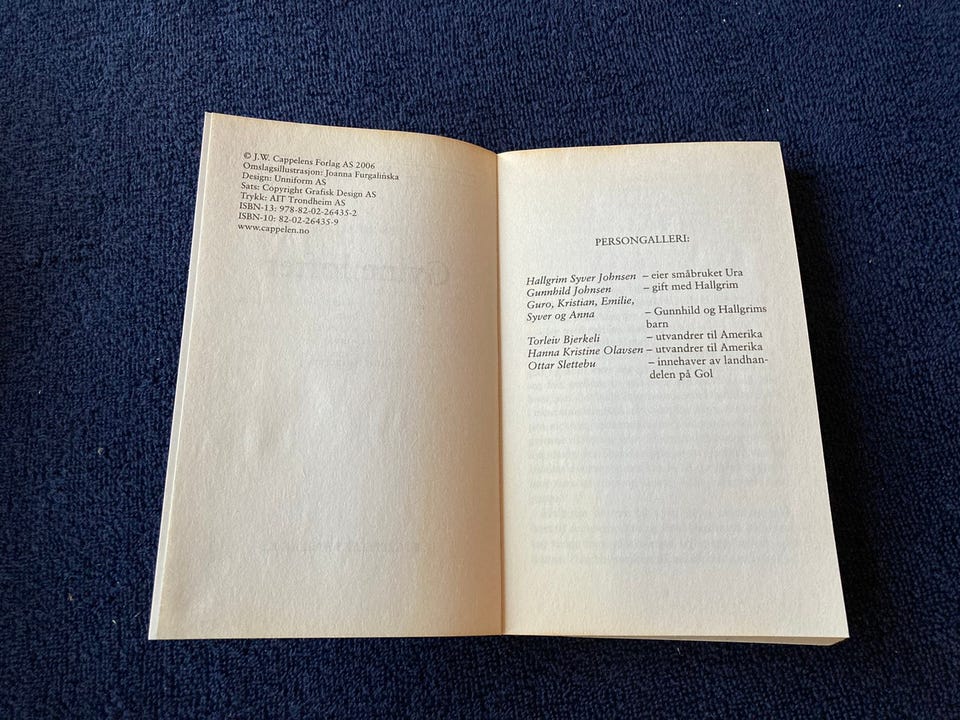 © J.W. Cappelens Forlag AS 2006
Omslagsillustrasjon: Joanna Furgalińska
Design: Unniform AS
Sats: Copyright Grafisk Design AS
Trykk: AIT Trondheim AS
ISBN-13: 978-82-02-26435-2
ISBN-10: 82-02-26435-9
www.cappelen.no
PERSONGALLERI:
Hallgrim Syver Johnsen – eier småbruket Ura
Gunnhild Johnsen – gift med Hallgrim
Guro, Kristian, Emilie,
Syver og Anna – Gunnhild og Hallgrims
barn
Torleiv Bjerkeli – utvandrer til Amerika
Hanna Kristine Olavsen – utvandrer til Amerika
Ottar Slettebu – innehaver av landhan-
delen på Gol